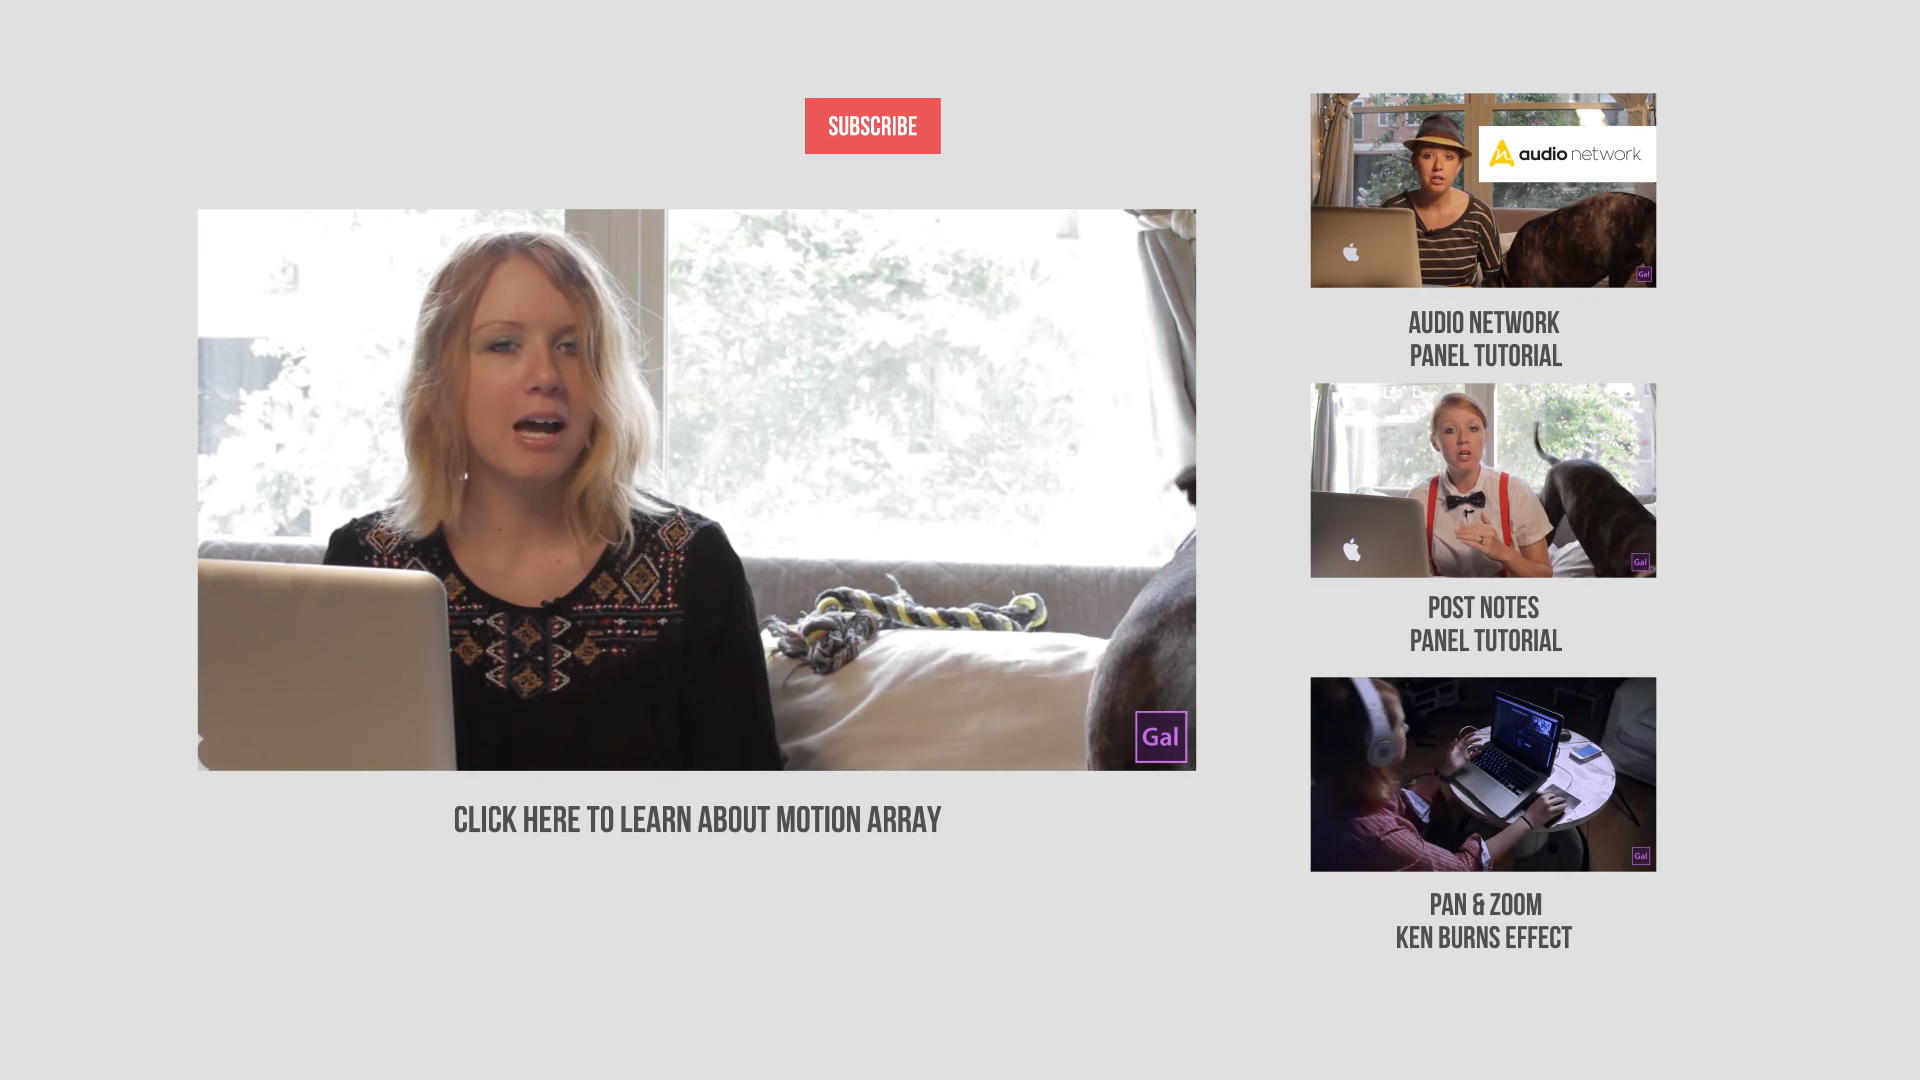 SUBSCRIBE
Gal
CLICK HERE TO LEARN ABOUT MOTION ARRAY
audio network
Gal
AUDIO NETWORK
PANEL TUTORIAL
Gal
POST NOTES
PANEL TUTORIAL
Gal
PAN & ZOOM
KEN BURNS EFFECT